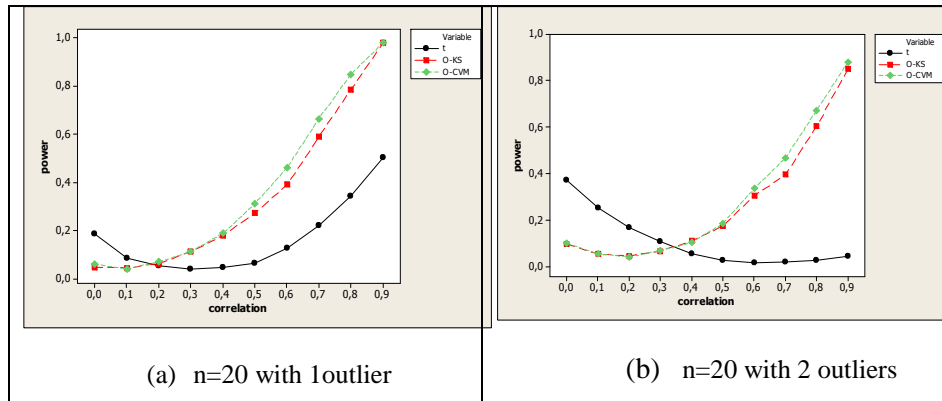 Variable
t
O-KS
O-CVM
1,0
0,8
0,6
0,4
0,2
0,0
power
0,0 0,1 0,2 0,3 0,4 0,5 0,6 0,7 0,8 0,9
correlation
(a) n=20 with 1outlier
Variable
t
O-KS
O-CVM
1,0
0,8
0,6
0,4
0,2
0,0
power
0,0 0,1 0,2 0,3 0,4 0,5 0,6 0,7 0,8 0,9
correlation
(b) n=20 with 2 outliers